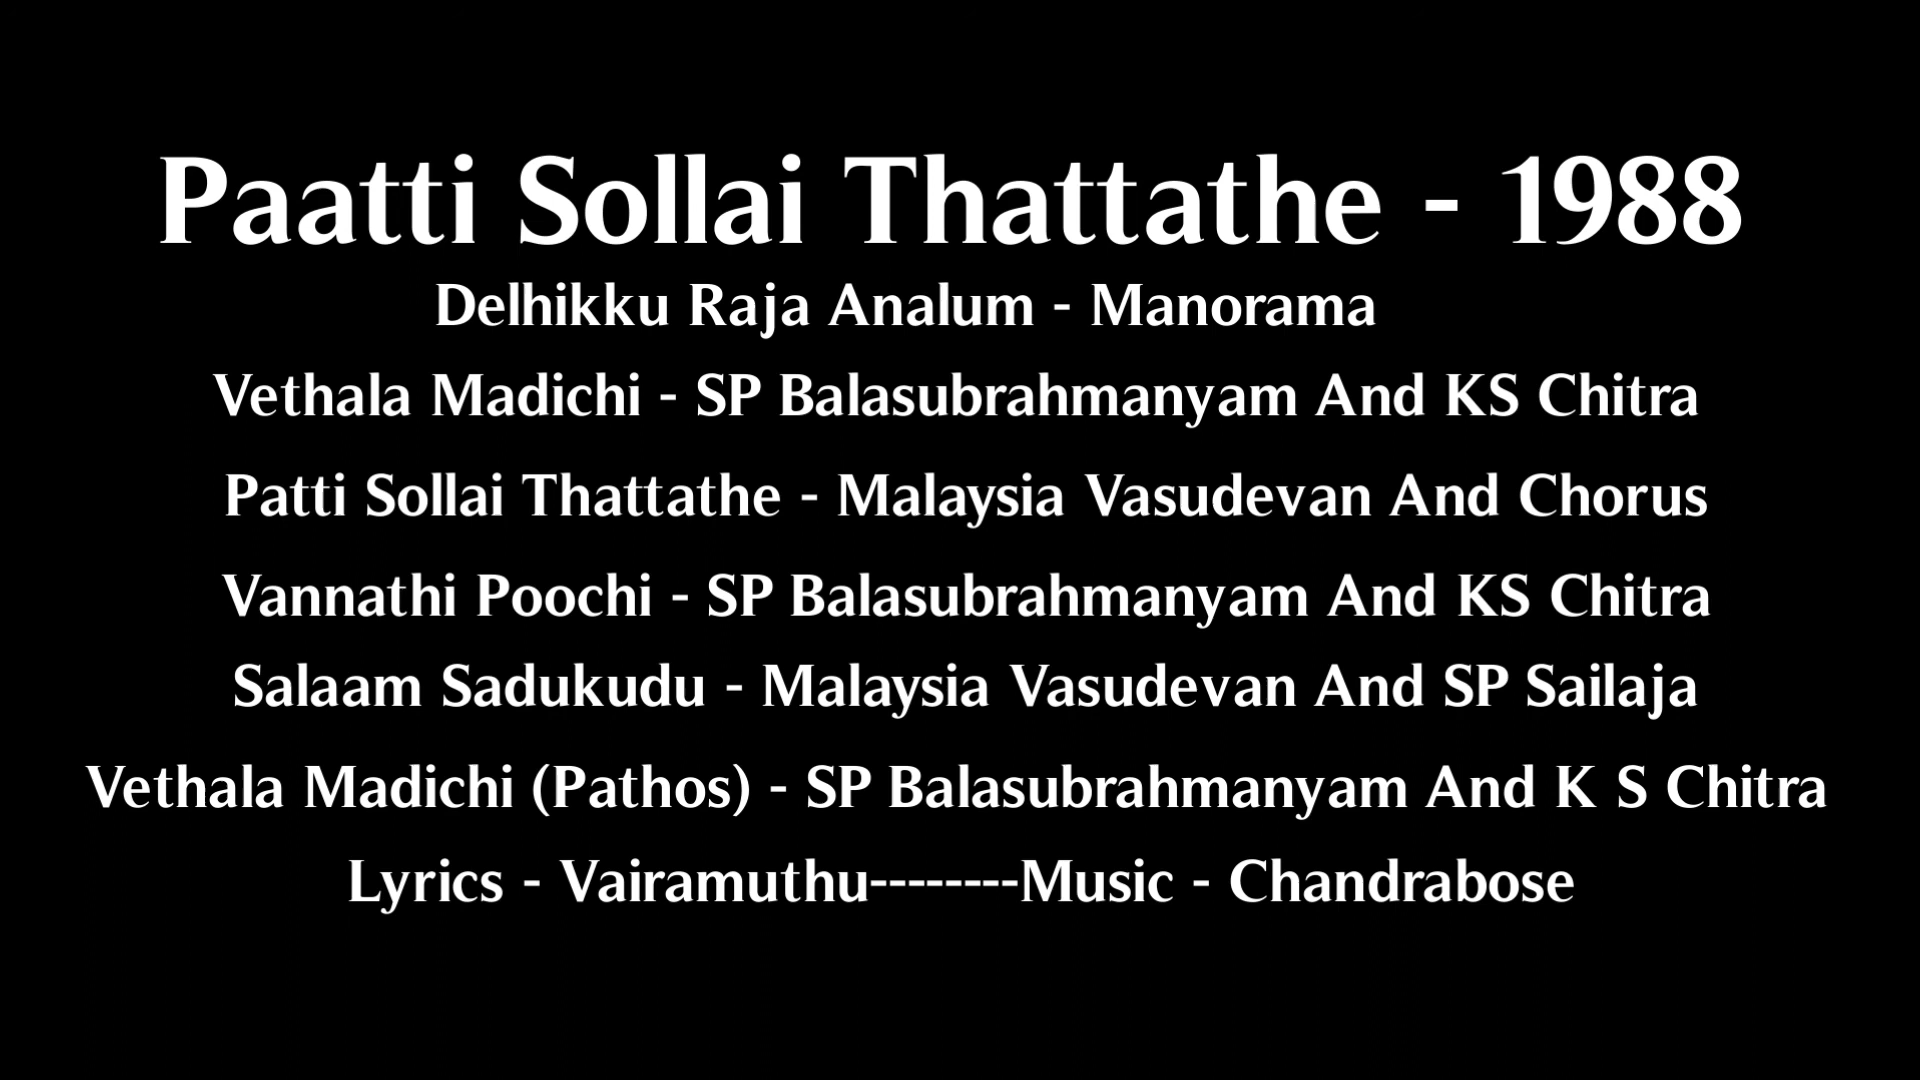 Paatti Sollai Thattathe - 1988
Delhikku Raja Analum - Manorama
Vethala Madichi - SP Balasubrahmanyam And KS Chitra
Patti Sollai Thattathe - Malaysia Vasudevan And Chorus
Vannathi Poochi - SP Balasubrahmanyam And KS Chitra
Salaam Sadukudu - Malaysia Vasudevan And SP Sailaja
Vethala Madichi (Pathos) - SP Balasubrahmanyam And K S Chitra
Lyrics - Vairamuthu--------Music - Chandrabose